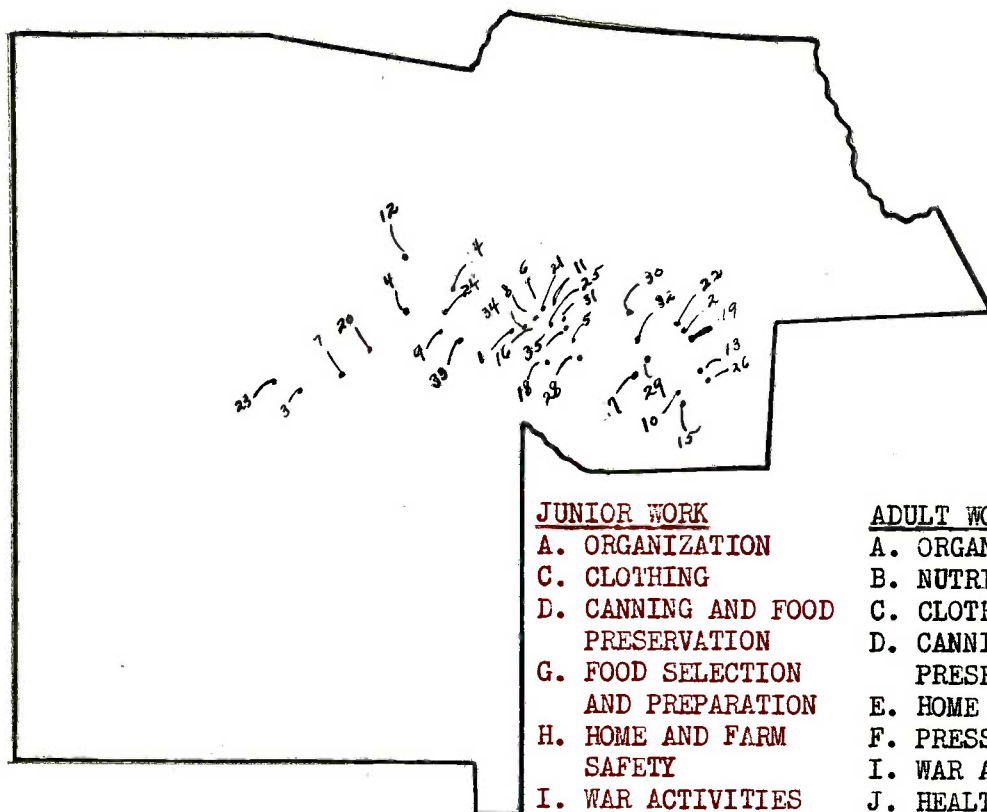 12
4
4
24
7
20
9
33
23
3
34
8
6
21
11
25
31
5
1
16
35
18
28
30
32
22
2
19
13
26
29
7
10
15
JUNIOR WORK
A. ORGANIZATION
C. CLOTHING
D. CANNING AND FOOD
PRESERVATION
G. FOOD SELECTION
AND PREPARATION
H. HOME AND FARM
SAFETY
I. WAR ACTIVITIES
ADULT WO
A. ORGAN
B. NUTRI
C. CLOTH
D. CANNI
PRESE
E. HOME
F. PRESS
I. WAR A
J. HEALT